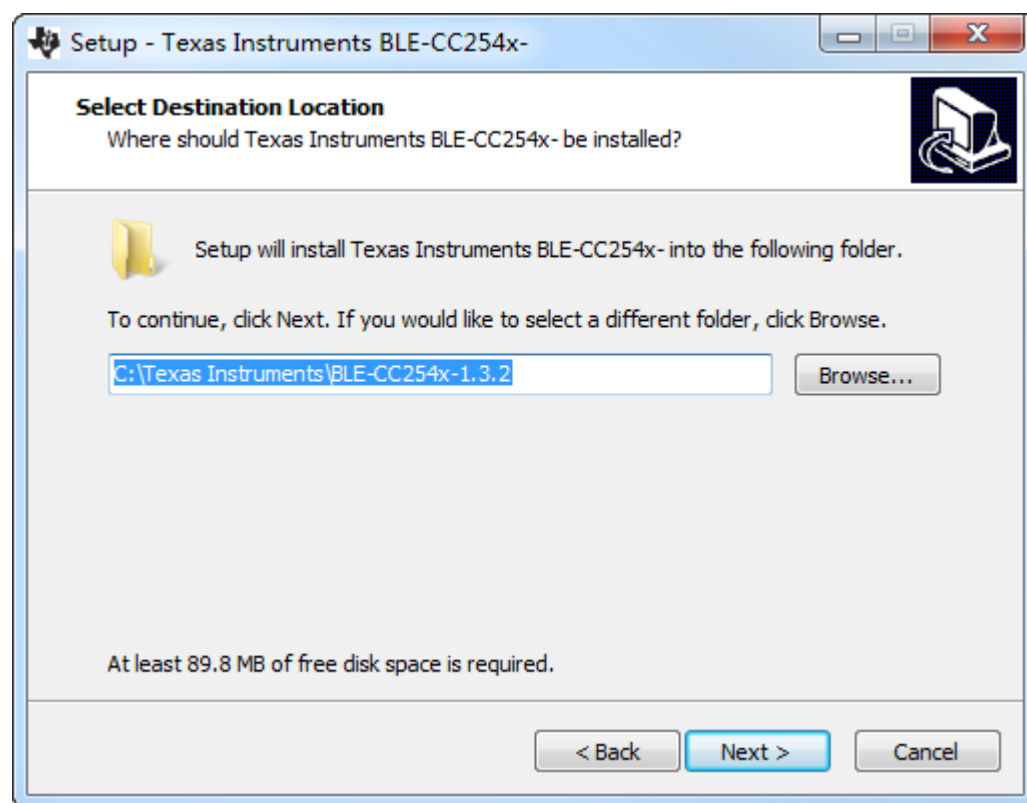 Setup - Texas Instruments BLE-CC254x-
Select Destination Location
Where should Texas Instruments BLE-CC254x- be installed?
Setup will install Texas Instruments BLE-CC254x- into the following folder.
To continue, click Next. If you would like to select a different folder, click Browse.
C:\Texas Instruments\BLE-CC254x-1.3.2
Browse...
At least 89.8 MB of free disk space is required.
< Back
Next >
Cancel